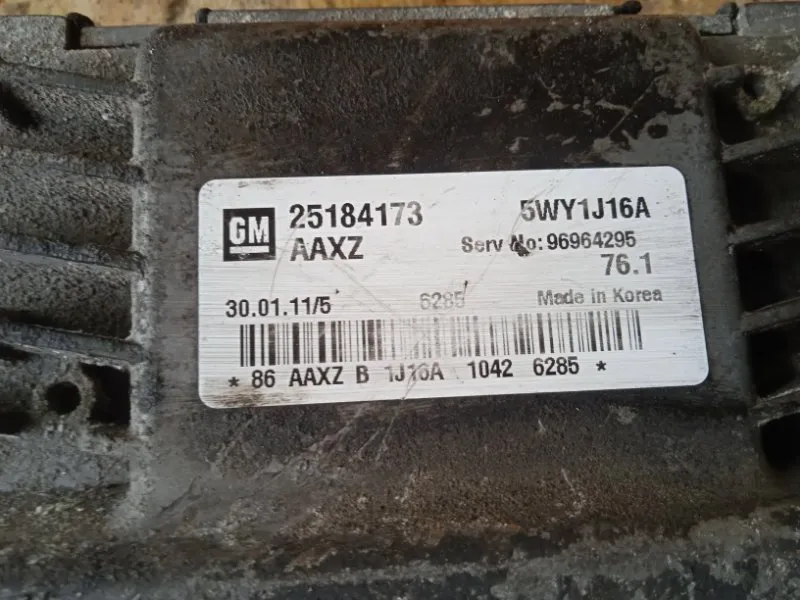 GM 25184173 5WY1J16A
AAXZ Serv No: 96964295
76.1
30.01.11/5 6285 Made in Korea
* 86 AAXZ B 1J16A 1042 6285 *